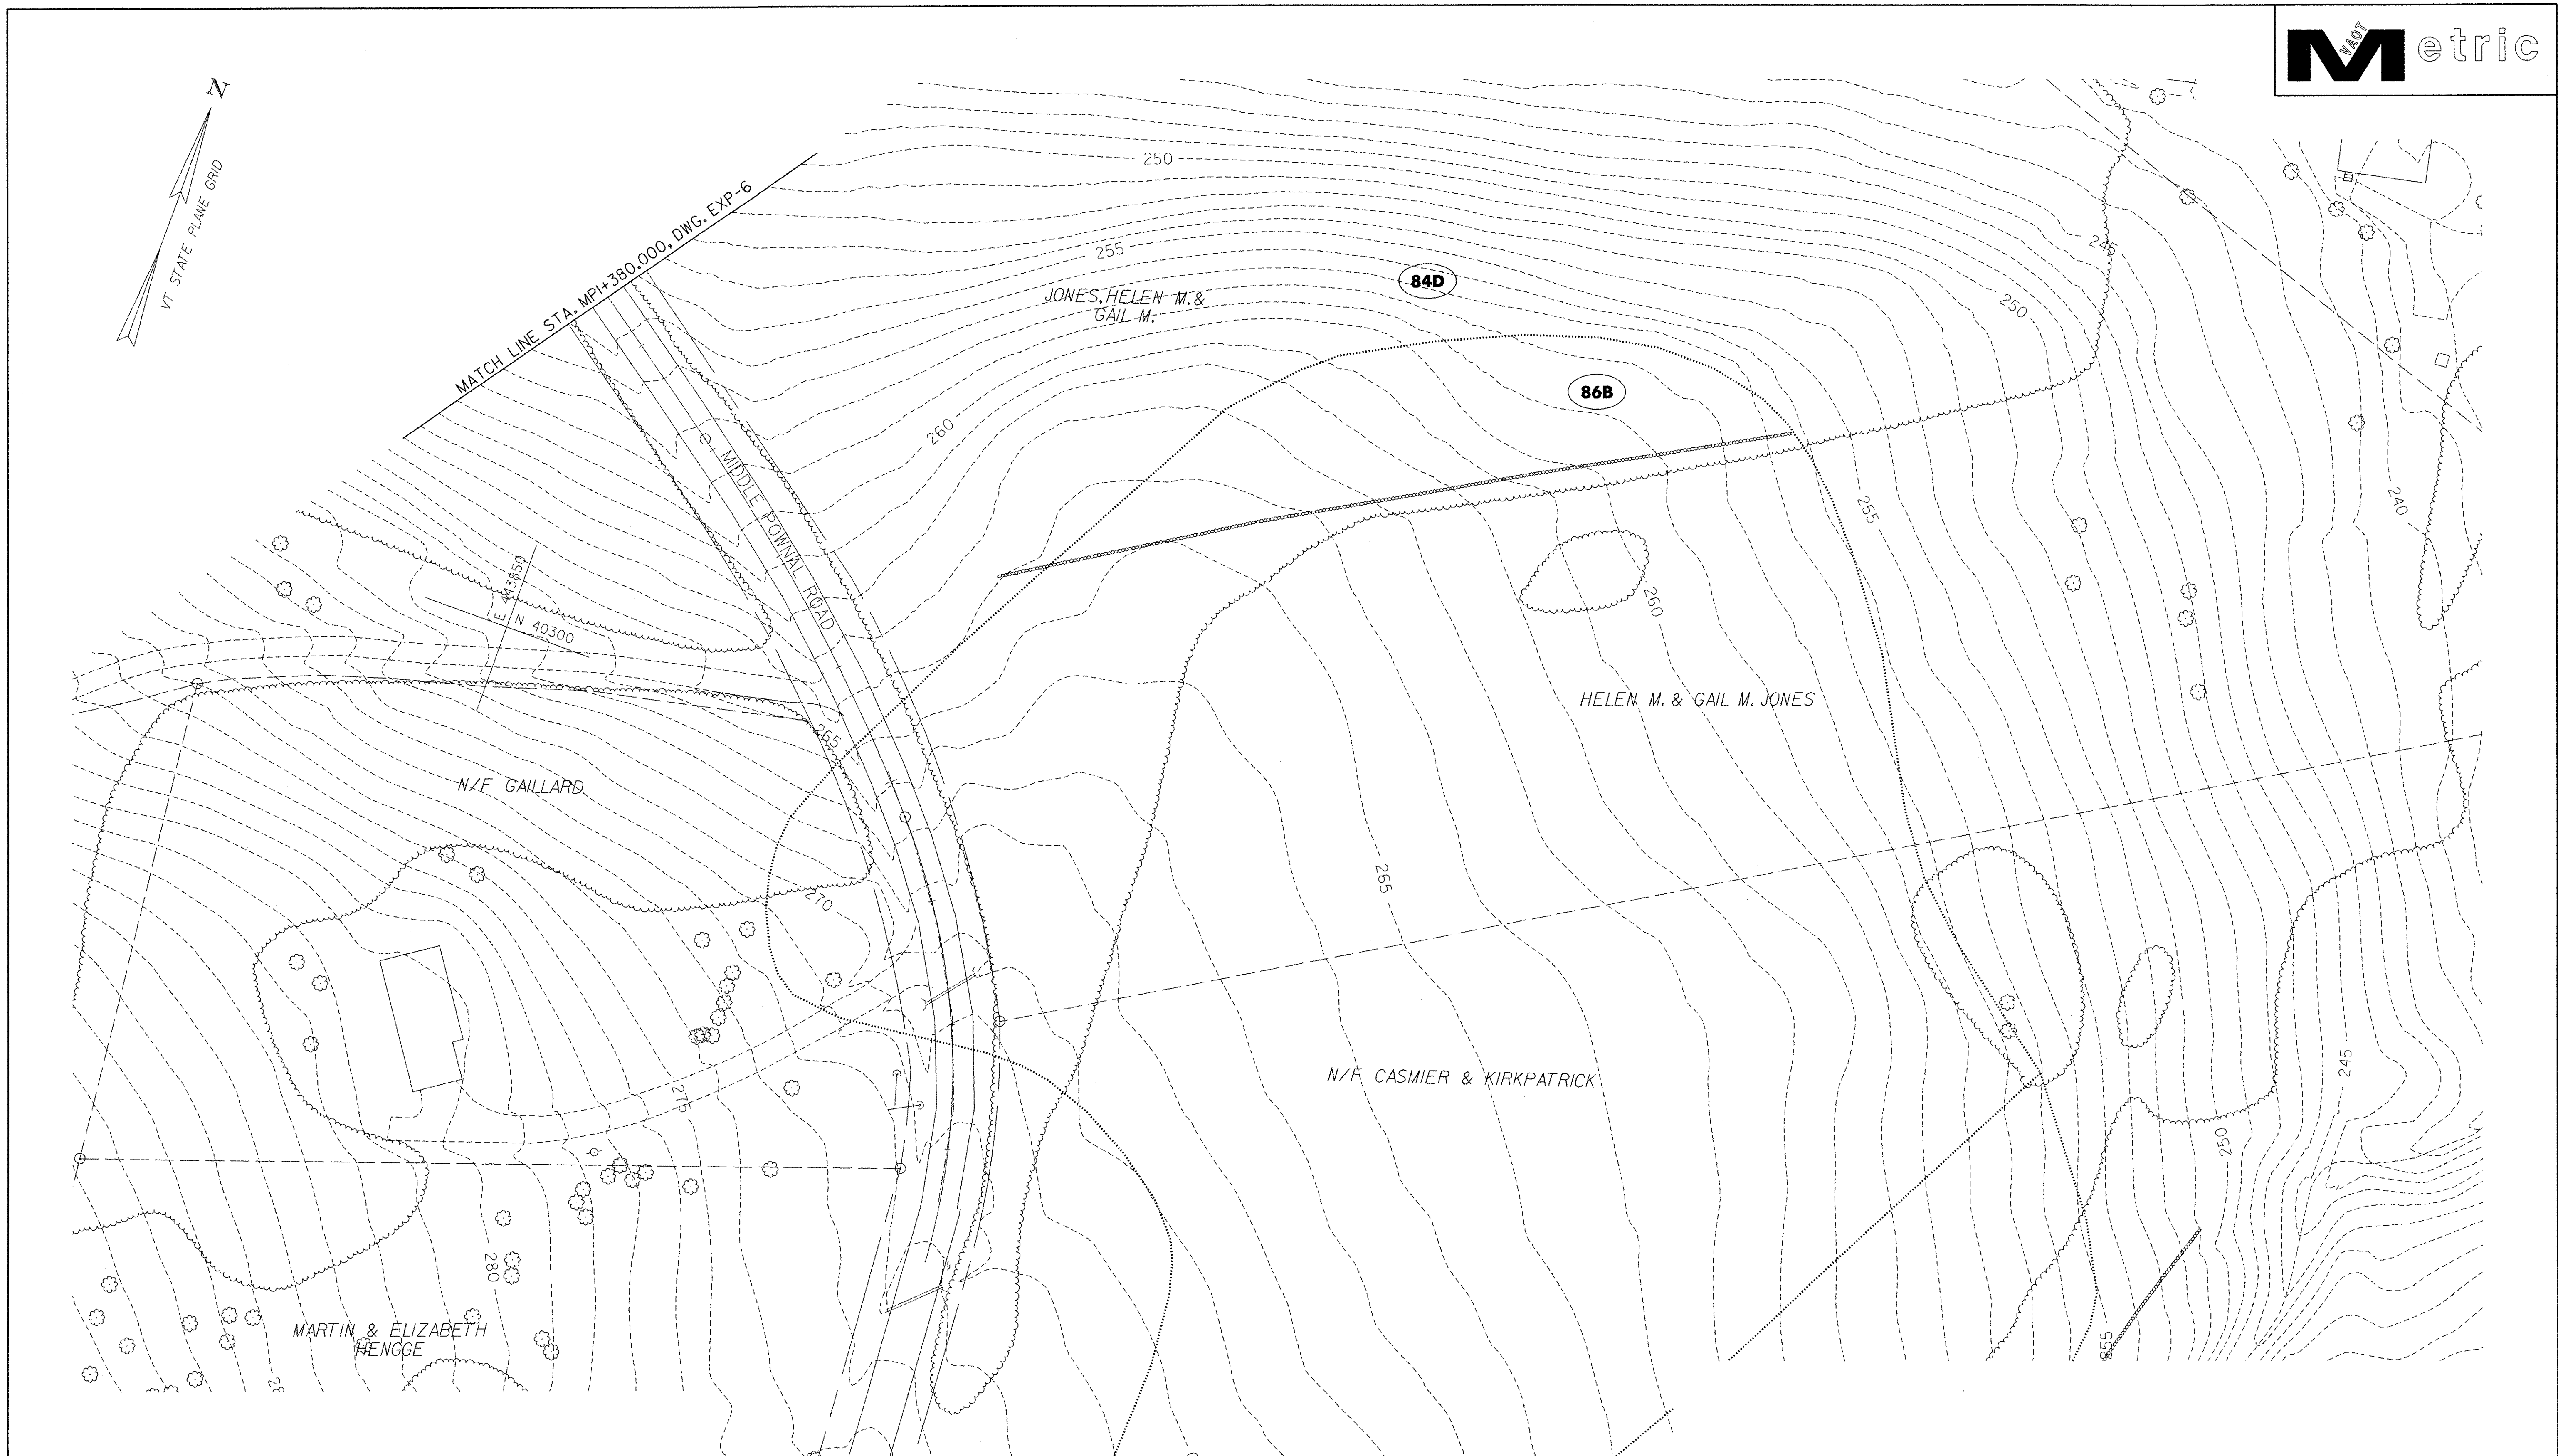 VAOT
Metric
N
VT STATE PLANE GRID
MATCH LINE STA. MP1+380.000, DWG. EXP-6
250
255
JONES, HELEN M. &
GAIL M.
84D
245
250
86B
260
MIDDLE POWNAL ROAD
255
240
E 443850
N 40300
260
HELEN M. & GAIL M. JONES
265
N/F GAILLARD
265
270
N/F CASMIER & KIRKPATRICK
245
275
250
280
MARTIN & ELIZABETH
HENGGE
255